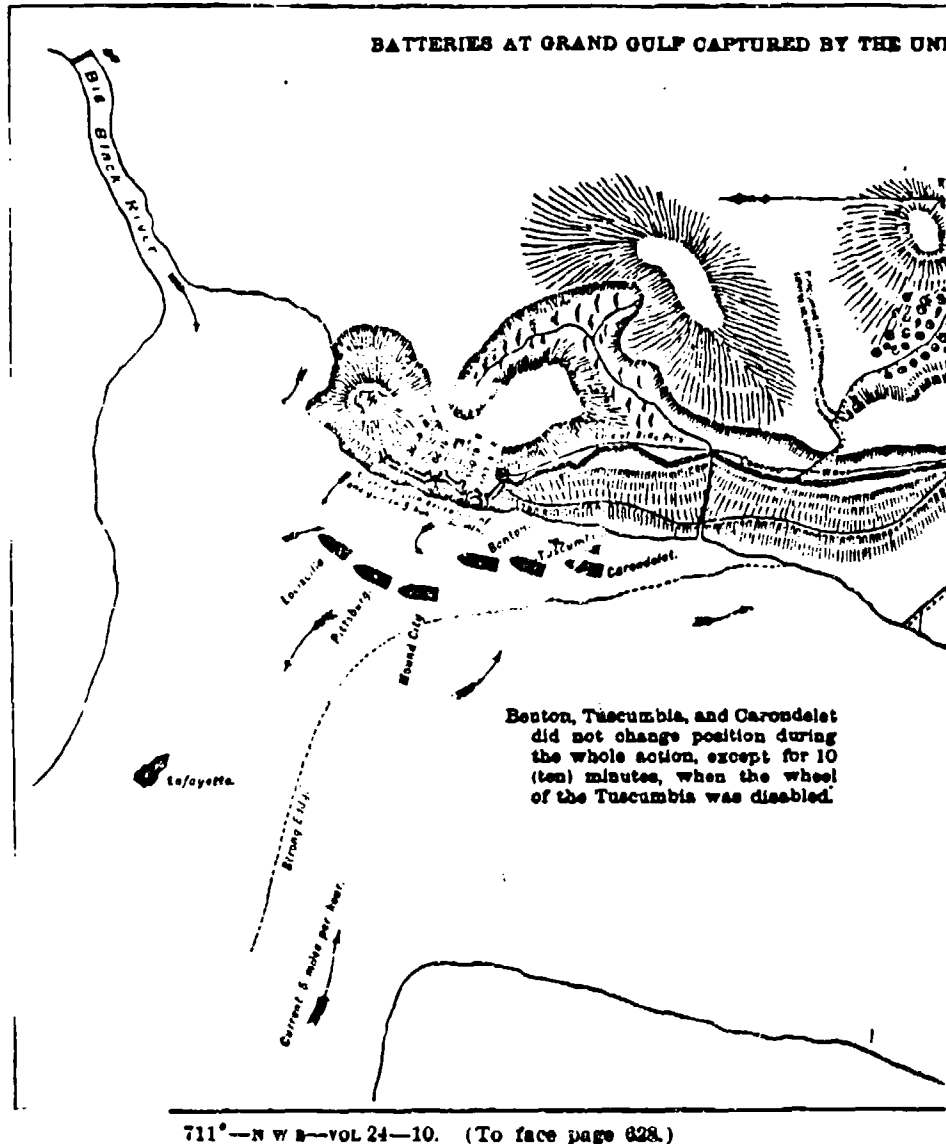 BATTERIES AT GRAND GULF CAPTURED BY THE UNI
Big Black River
Benton.
Tuscumbia
Carondelet.
Louisville
Pittsburg.
Mound City
Lafayette.
Strong Eddy.
Current 5 miles per hour.
Benton, Tuscumbia, and Carondelet
did not change position during
the whole action, except for 10
(ten) minutes, when the wheel
of the Tuscumbia was disabled.
711°—N W R—VOL 24—10. (To face page 628.)